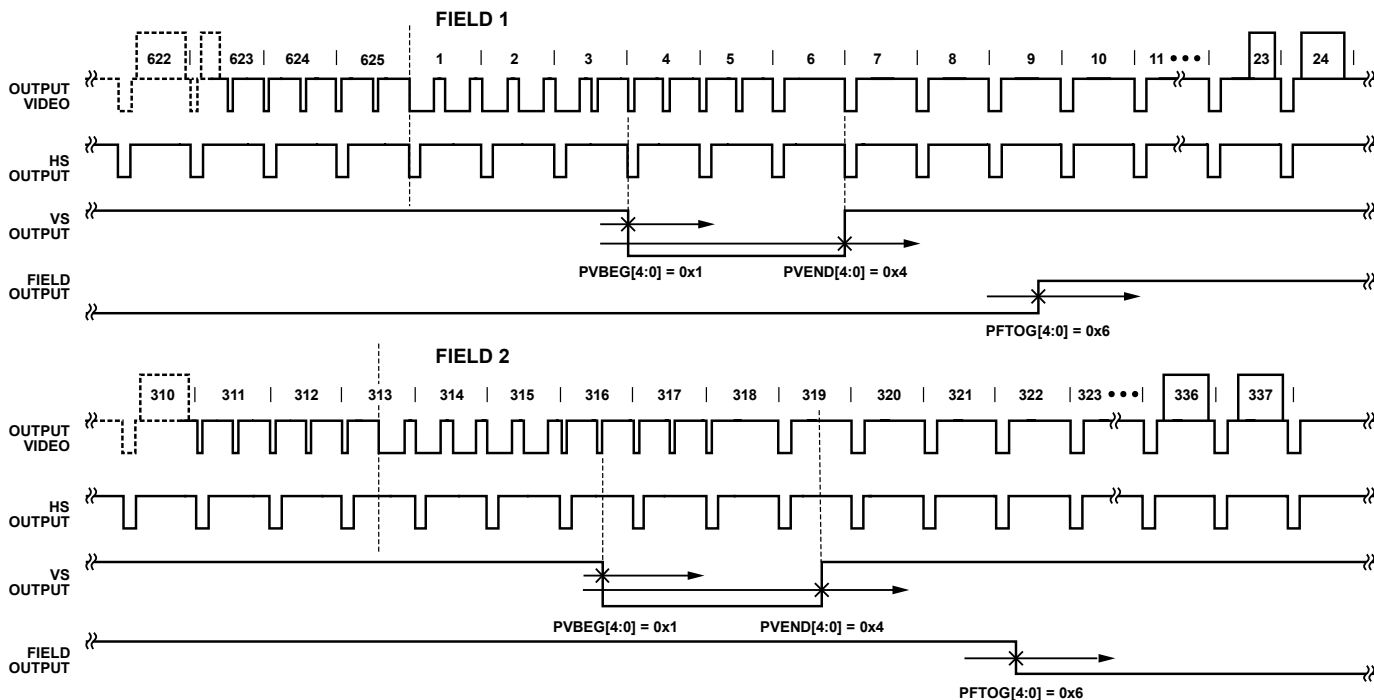 FIELD 1
622 623 624 625 1 2 3 4 5 6 7 8 9 10 11 ••• 23 24
OUTPUT
VIDEO
HS
OUTPUT
VS
OUTPUT
PVBEG[4:0] = 0x1 PVEND[4:0] = 0x4
FIELD
OUTPUT
PFTOG[4:0] = 0x6
FIELD 2
310 311 312 313 314 315 316 317 318 319 320 321 322 323 ••• 336 337
OUTPUT
VIDEO
HS
OUTPUT
VS
OUTPUT
PVBEG[4:0] = 0x1 PVEND[4:0] = 0x4
FIELD
OUTPUT
PFTOG[4:0] = 0x6